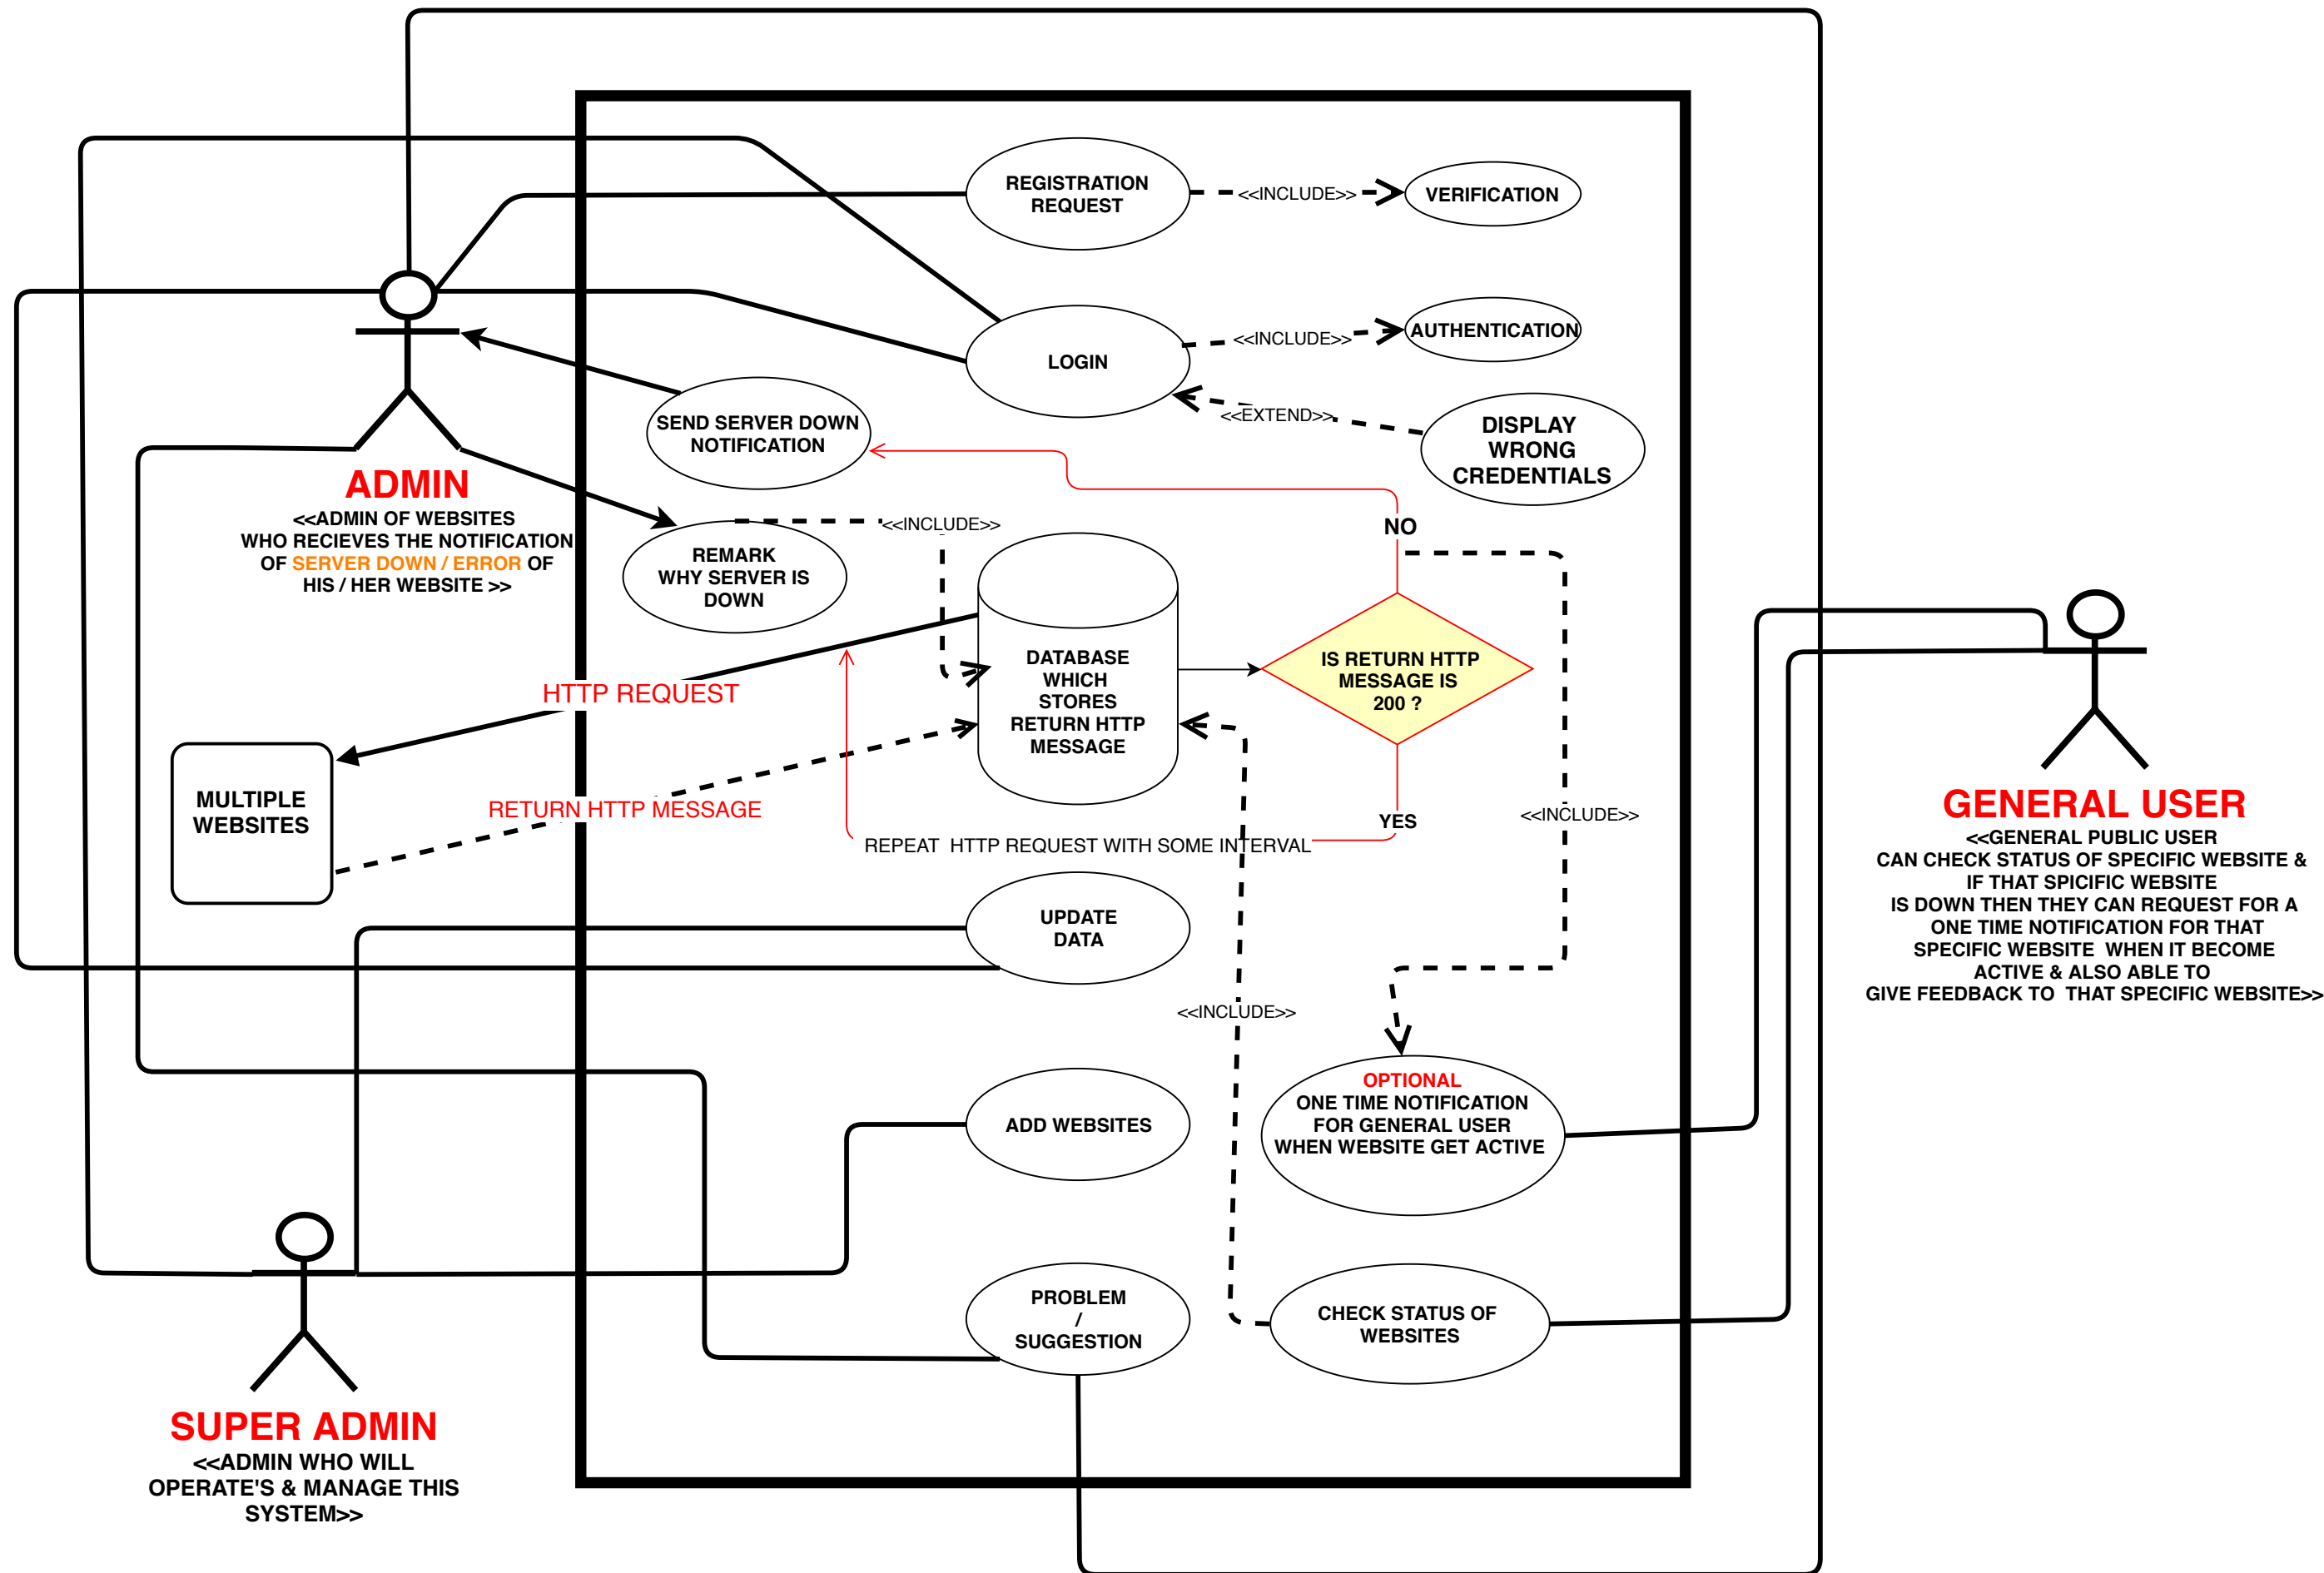 REGISTRATION
REQUEST
<<INCLUDE>>
VERIFICATION
LOGIN
<<INCLUDE>>
AUTHENTICATION
<<EXTEND>>
DISPLAY
WRONG
CREDENTIALS
SEND SERVER DOWN
NOTIFICATION
ADMIN
<<ADMIN OF WEBSITES
WHO RECIEVES THE NOTIFICATION
OF SERVER DOWN / ERROR OF
HIS / HER WEBSITE >>
REMARK
WHY SERVER IS
DOWN
<<INCLUDE>>
NO
DATABASE
WHICH
STORES
RETURN HTTP
MESSAGE
IS RETURN HTTP
MESSAGE IS
200 ?
HTTP REQUEST
MULTIPLE
WEBSITES
RETURN HTTP MESSAGE
YES
REPEAT  HTTP REQUEST WITH SOME INTERVAL
<<INCLUDE>>
GENERAL USER
<<GENERAL PUBLIC USER
CAN CHECK STATUS OF SPECIFIC WEBSITE &
IF THAT SPICIFIC WEBSITE
IS DOWN THEN THEY CAN REQUEST FOR A
ONE TIME NOTIFICATION FOR THAT
SPECIFIC WEBSITE  WHEN IT BECOME
ACTIVE & ALSO ABLE TO
GIVE FEEDBACK TO  THAT SPECIFIC WEBSITE>>
UPDATE
DATA
<<INCLUDE>>
ADD WEBSITES
OPTIONAL
ONE TIME NOTIFICATION
FOR GENERAL USER
WHEN WEBSITE GET ACTIVE
PROBLEM
/
SUGGESTION
CHECK STATUS OF
WEBSITES
SUPER ADMIN
<<ADMIN WHO WILL
OPERATE'S & MANAGE THIS
SYSTEM>>